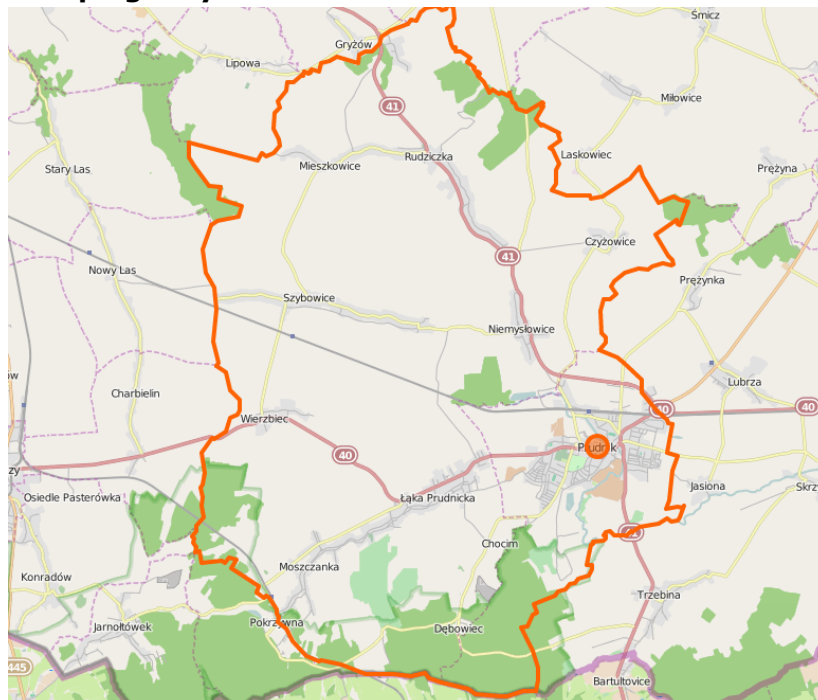 Śmicz
Gryżów
Lipowa
41
Miłowice
Laskowiec
Rudziczka
Mieszkowice
Prężyna
Stary Las
Czyżowice
41
Nowy Las
Prężynka
Szybowice
Niemysłowice
Lubrza
Charbielin
40
40
Wierzbiec
Prudnik
40
Osiedle Pasterówka
Łąka Prudnicka
Jasiona
41
Chocim
Moszczanka
Konradów
Trzebina
Jarnołtówek
Pokrzywna
Dębowiec
445
Bartultovice